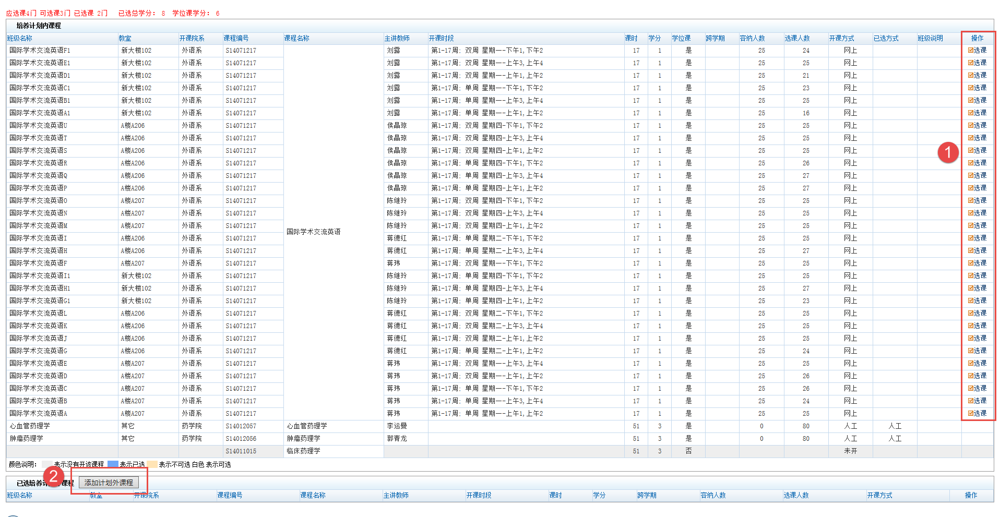 应选课4门 可选课3门 已选课 2门 已选总学分： 8 学位课学分： 6
培养计划内课程
班级名称 教室 开课院系 课程编号 课程名称 主讲教师 开课时段 课时 学分 学位课 跨学期 容纳人数 选课人数 开课方式 已选方式 班级说明 操作
国际学术交流英语F1 新大楼102 外语系 S14071217 刘露 第1-17周; 双周 星期一-下午1,下午2 17 1 是 25 24 网上 选课
国际学术交流英语E1 新大楼102 外语系 S14071217 刘露 第1-17周; 双周 星期一-上午3,上午4 17 1 是 25 25 网上 选课
国际学术交流英语D1 新大楼102 外语系 S14071217 刘露 第1-17周; 双周 星期一-上午1,上午2 17 1 是 25 21 网上 选课
国际学术交流英语C1 新大楼102 外语系 S14071217 刘露 第1-17周; 单周 星期一-下午1,下午2 17 1 是 25 23 网上 选课
国际学术交流英语B1 新大楼102 外语系 S14071217 刘露 第1-17周; 单周 星期一-上午3,上午4 17 1 是 25 25 网上 选课
国际学术交流英语A1 新大楼102 外语系 S14071217 刘露 第1-17周; 单周 星期一-上午1,上午2 17 1 是 25 16 网上 选课
国际学术交流英语U A楼A206 外语系 S14071217 侯晶琼 第1-17周; 双周 星期四-下午1,下午2 17 1 是 25 25 网上 选课
国际学术交流英语T A楼A206 外语系 S14071217 侯晶琼 第1-17周; 双周 星期四-上午3,上午4 17 1 是 25 25 网上 选课
国际学术交流英语S A楼A206 外语系 S14071217 侯晶琼 第1-17周; 双周 星期四-上午1,上午2 17 1 是 25 25 网上 选课
国际学术交流英语R A楼A206 外语系 S14071217 侯晶琼 第1-17周; 单周 星期四-下午1,下午2 17 1 是 25 26 网上 选课
1
国际学术交流英语Q A楼A206 外语系 S14071217 侯晶琼 第1-17周; 单周 星期四-上午3,上午4 17 1 是 25 27 网上 选课
国际学术交流英语P A楼A206 外语系 S14071217 侯晶琼 第1-17周; 单周 星期四-上午1,上午2 17 1 是 25 27 网上 选课
国际学术交流英语O A楼A207 外语系 S14071217 陈继玲 第1-17周; 双周 星期四-下午1,下午2 17 1 是 25 25 网上 选课
国际学术交流英语N A楼A207 外语系 S14071217 陈继玲 第1-17周; 双周 星期四-上午3,上午4 17 1 是 25 25 网上 选课
国际学术交流英语M A楼A207 外语系 S14071217 陈继玲 第1-17周; 双周 星期四-上午1,上午2 17 1 是 25 25 网上 选课
国际学术交流英语
国际学术交流英语I A楼A206 外语系 S14071217 蒋德红 第1-17周; 单周 星期二-下午1,下午2 17 1 是 25 25 网上 选课
国际学术交流英语H A楼A206 外语系 S14071217 蒋德红 第1-17周; 单周 星期二-上午3,上午4 17 1 是 25 27 网上 选课
国际学术交流英语F A楼A207 外语系 S14071217 蒋玮 第1-17周; 双周 星期一-下午1,下午2 17 1 是 25 25 网上 选课
国际学术交流英语I1 新大楼102 外语系 S14071217 陈继玲 第1-17周; 单周 星期四-下午1,下午2 17 1 是 25 25 网上 选课
国际学术交流英语H1 新大楼102 外语系 S14071217 陈继玲 第1-17周; 单周 星期四-上午3,上午4 17 1 是 25 27 网上 选课
国际学术交流英语G1 新大楼102 外语系 S14071217 陈继玲 第1-17周; 单周 星期四-上午1,上午2 17 1 是 25 23 网上 选课
国际学术交流英语L A楼A206 外语系 S14071217 蒋德红 第1-17周; 双周 星期二-下午1,下午2 17 1 是 25 25 网上 选课
国际学术交流英语K A楼A206 外语系 S14071217 蒋德红 第1-17周; 双周 星期二-上午3,上午4 17 1 是 25 25 网上 选课
国际学术交流英语J A楼A206 外语系 S14071217 蒋德红 第1-17周; 双周 星期二-上午1,上午2 17 1 是 25 25 网上 选课
国际学术交流英语G A楼A206 外语系 S14071217 蒋德红 第1-17周; 单周 星期二-上午1,上午2 17 1 是 25 24 网上 选课
国际学术交流英语E A楼A207 外语系 S14071217 蒋玮 第1-17周; 双周 星期一-上午3,上午4 17 1 是 25 25 网上 选课
国际学术交流英语D A楼A207 外语系 S14071217 蒋玮 第1-17周; 双周 星期一-上午1,上午2 17 1 是 25 26 网上 选课
国际学术交流英语C A楼A207 外语系 S14071217 蒋玮 第1-17周; 单周 星期一-下午1,下午2 17 1 是 25 26 网上 选课
国际学术交流英语B A楼A207 外语系 S14071217 蒋玮 第1-17周; 单周 星期一-上午3,上午4 17 1 是 25 24 网上 选课
国际学术交流英语A A楼A207 外语系 S14071217 蒋玮 第1-17周; 单周 星期一-上午1,上午2 17 1 是 25 25 网上 选课
心血管药理学 其它 药学院 S14012057 心血管药理学 李运曼 51 3 是 0 80 人工 人工
肿瘤药理学 其它 药学院 S14012056 肿瘤药理学 郭青龙 51 3 是 0 80 人工 人工
S14011015 临床药理学 51 3 否 未开
颜色说明： 表示没有开该课程 表示已选 表示不可选 白色 表示可选
2
已选培养 课程 添加计划外课程
班级名称 教室 开课院系 课程编号 课程名称 主讲教师 开课时段 课时 学分 跨学期 容纳人数 选课人数 开课方式 操作